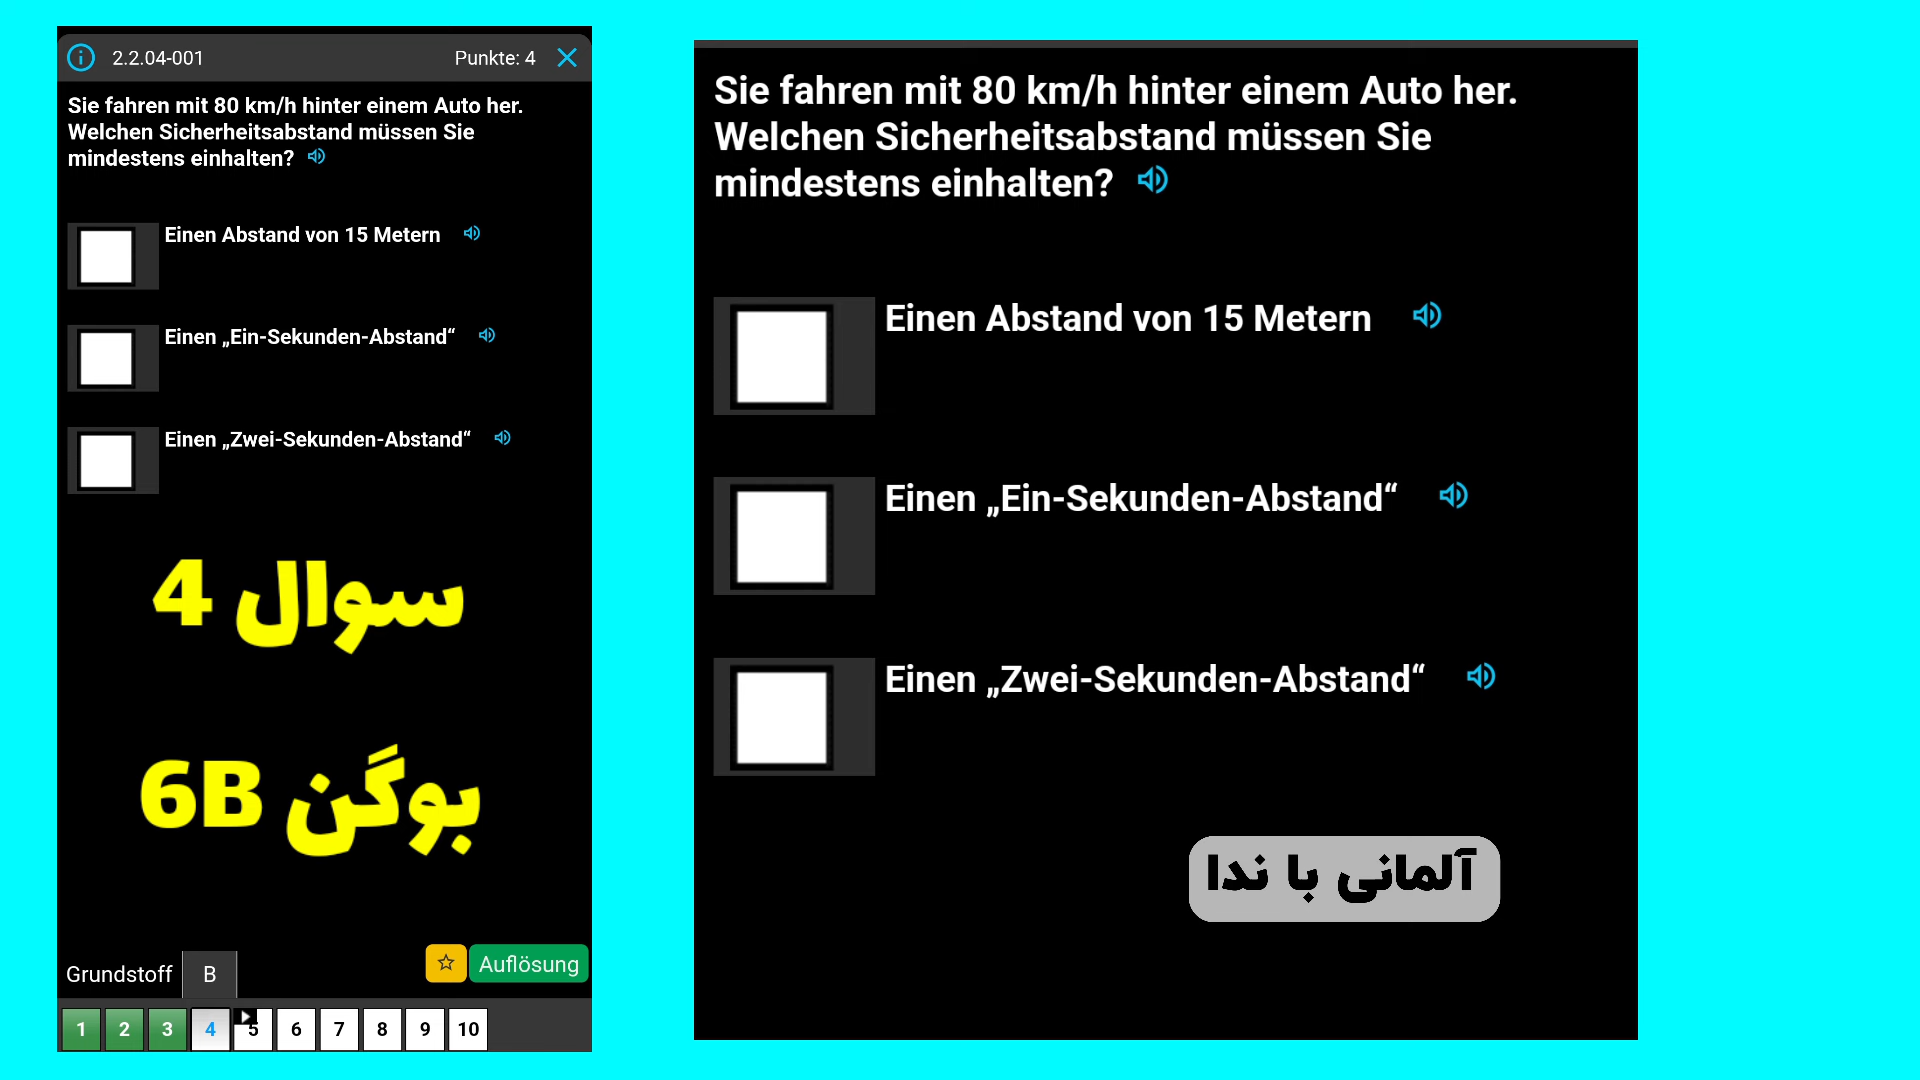 2.2.04-001
Punkte: 4
Sie fahren mit 80 km/h hinter einem Auto her.
Welchen Sicherheitsabstand müssen Sie
mindestens einhalten?
Einen Abstand von 15 Metern
Einen „Ein-Sekunden-Abstand“
Einen „Zwei-Sekunden-Abstand“
سوال 4
بوگن 6B
Grundstoff
B
Auflösung
1 2 3 4 5 6 7 8 9 10
Sie fahren mit 80 km/h hinter einem Auto her.
Welchen Sicherheitsabstand müssen Sie
mindestens einhalten?
Einen Abstand von 15 Metern
Einen „Ein-Sekunden-Abstand“
Einen „Zwei-Sekunden-Abstand“
آلمانی با ندا